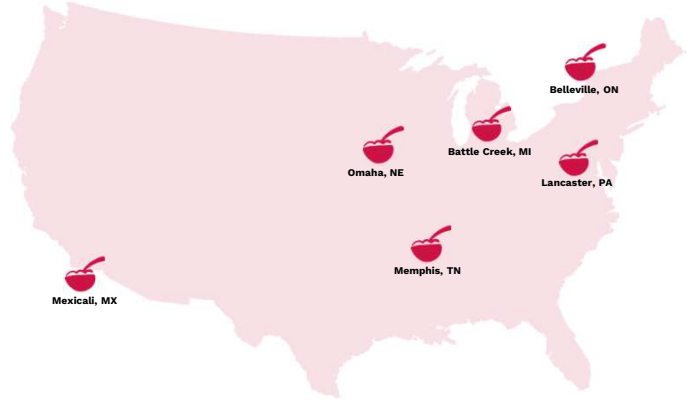 Belleville, ON
Battle Creek, MI
Omaha, NE
Lancaster, PA
Memphis, TN
Mexicali, MX